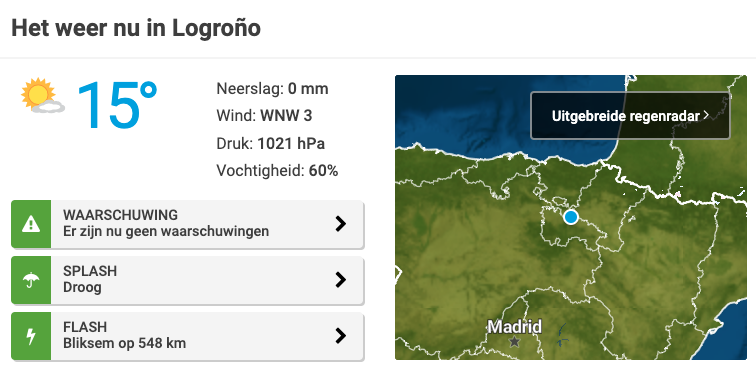 Het weer nu in Logroño
15°
Neerslag: 0 mm
Wind: WNW 3
Druk: 1021 hPa
Vochtigheid: 60%
WAARSCHUWING
Er zijn nu geen waarschuwingen
SPLASH
Droog
FLASH
Bliksem op 548 km
Uitgebreide regenradar
Madrid